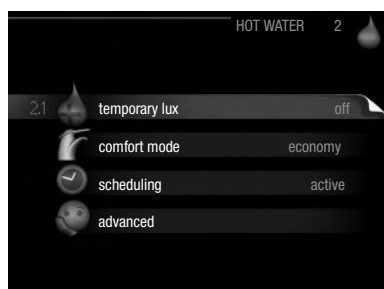 HOT WATER 2
2.1 temporary lux off
comfort mode economy
scheduling active
advanced